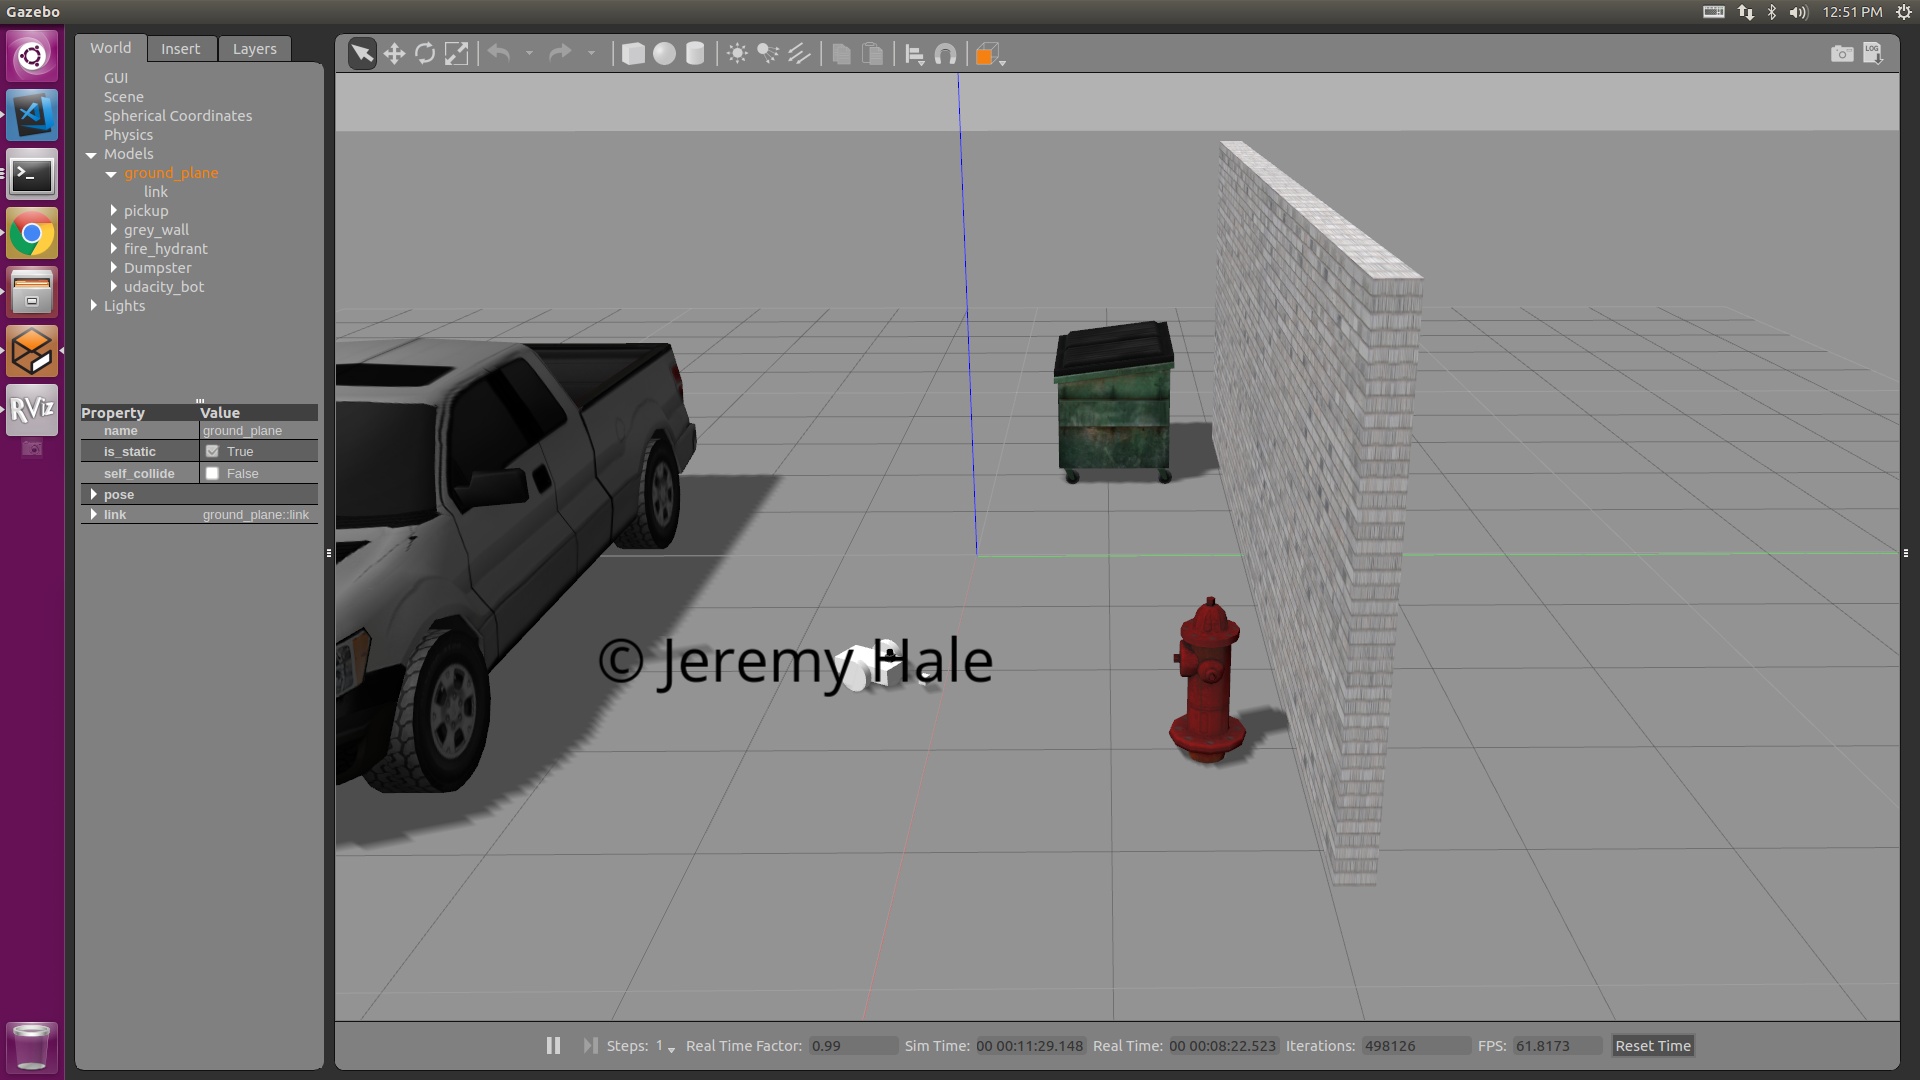 Gazebo
12:51 PM
World Insert Layers
LOG
GUI
Scene
Spherical Coordinates
Physics
Models
ground_plane
link
pickup
grey_wall
fire_hydrant
Dumpster
udacity_bot
Lights
RViz
Property Value
name ground_plane
is_static True
self_collide False
pose
link ground_plane::link
© Jeremy Hale
Steps: 1 Real Time Factor: 0.99 Sim Time: 00 00:11:29.148 Real Time: 00 00:08:22.523 Iterations: 498126 FPS: 61.8173 Reset Time